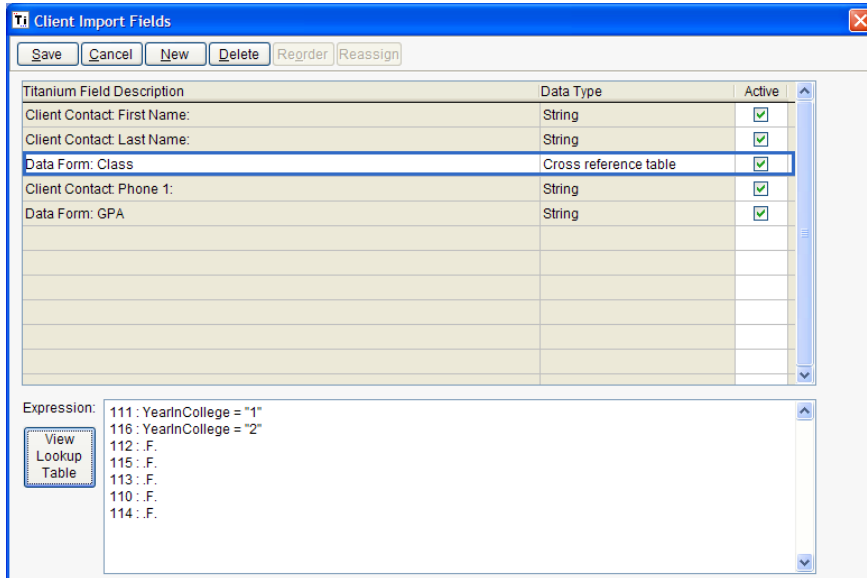 Ti Client Import Fields
Save Cancel New Delete Reorder Reassign
Titanium Field Description Data Type Active
Client Contact: First Name: String
Client Contact: Last Name: String
Data Form: Class Cross reference table
Client Contact: Phone 1: String
Data Form: GPA String
Expression:
View
Lookup
Table
111 : YearInCollege = "1"
116 : YearInCollege = "2"
112 : .F.
115 : .F.
113 : .F.
110 : .F.
114 : .F.